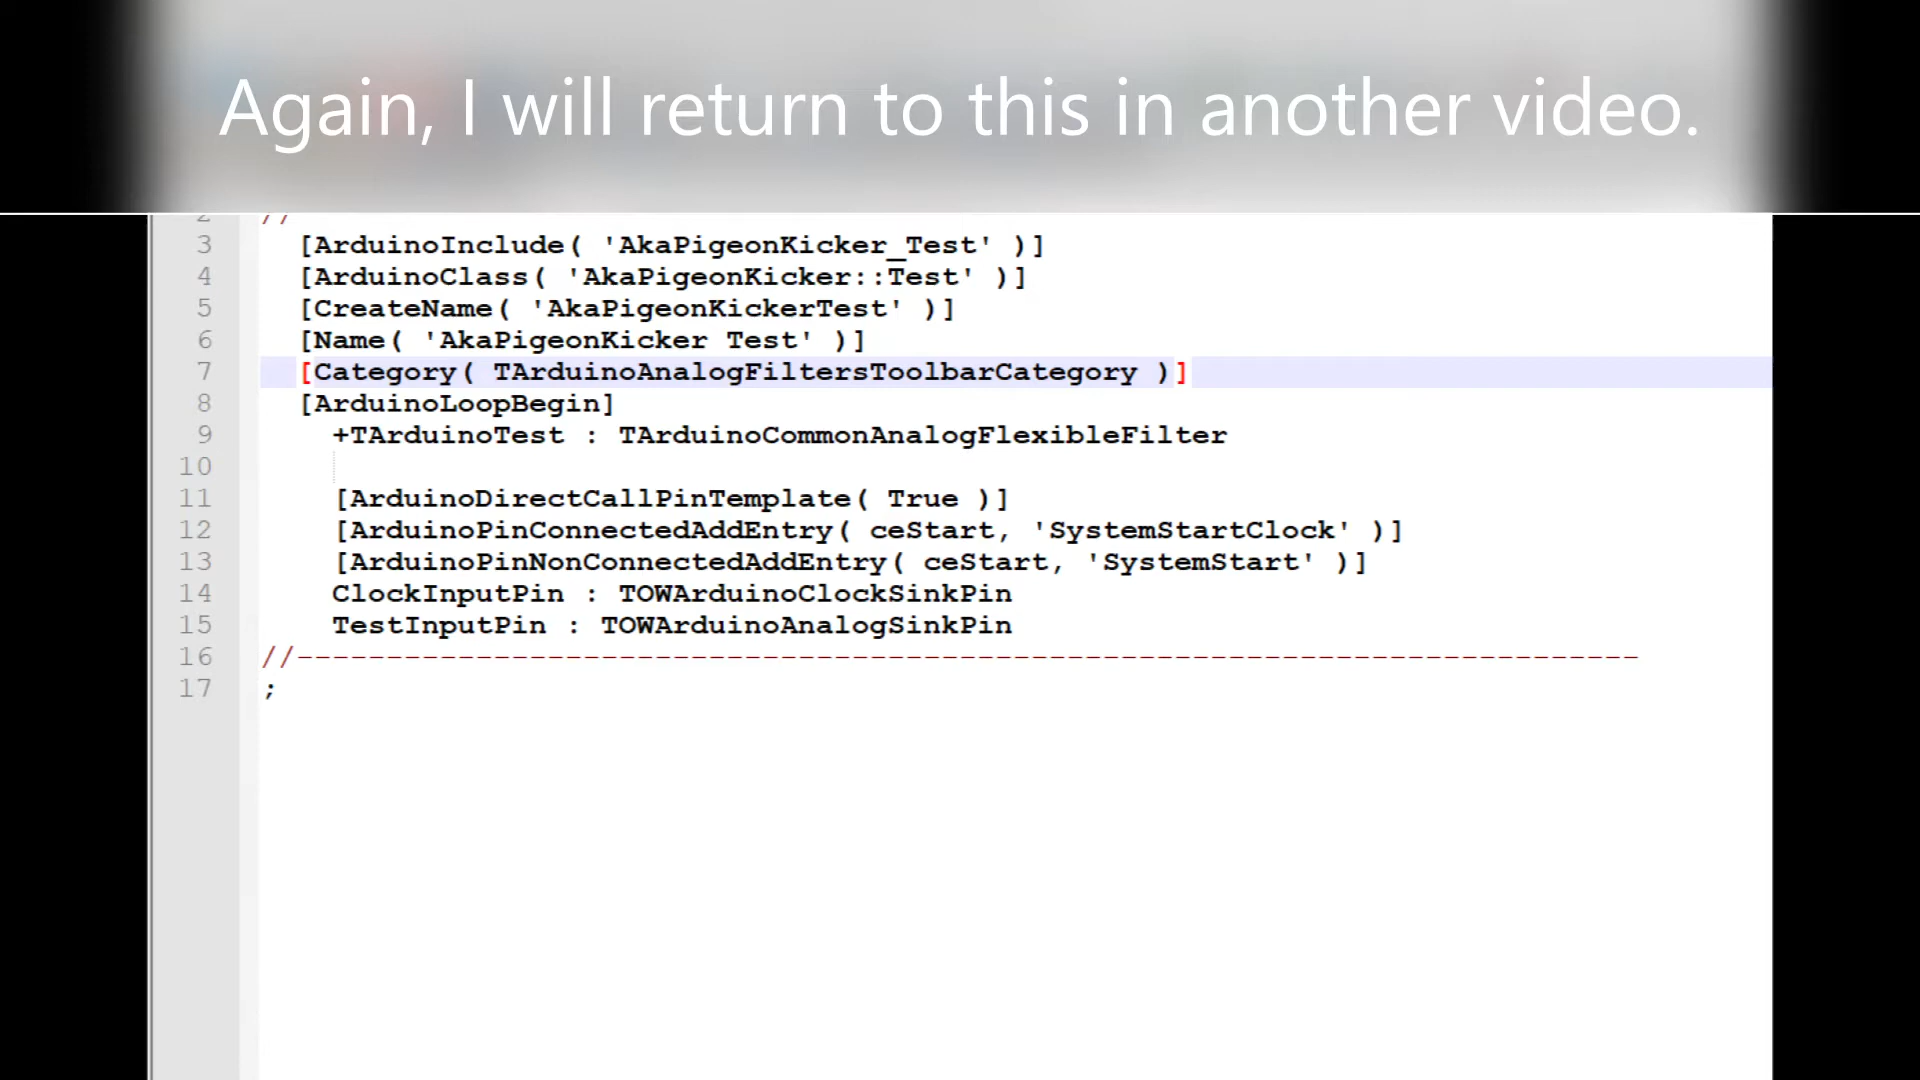 Again, I will return to this in another video.
2 //
3 [ArduinoInclude( 'AkaPigeonKicker_Test' )]
4 [ArduinoClass( 'AkaPigeonKicker::Test' )]
5 [CreateName( 'AkaPigeonKickerTest' )]
6 [Name( 'AkaPigeonKicker Test' )]
7 [Category( TArduinoAnalogFiltersToolbarCategory )]
8 [ArduinoLoopBegin]
9 +TArduinoTest : TArduinoCommonAnalogFlexibleFilter
10
11 [ArduinoDirectCallPinTemplate( True )]
12 [ArduinoPinConnectedAddEntry( ceStart, 'SystemStartClock' )]
13 [ArduinoPinNonConnectedAddEntry( ceStart, 'SystemStart' )]
14 ClockInputPin : TOWArduinoClockSinkPin
15 TestInputPin : TOWArduinoAnalogSinkPin
16 //---------------------------------------------------------------------------
17 ;